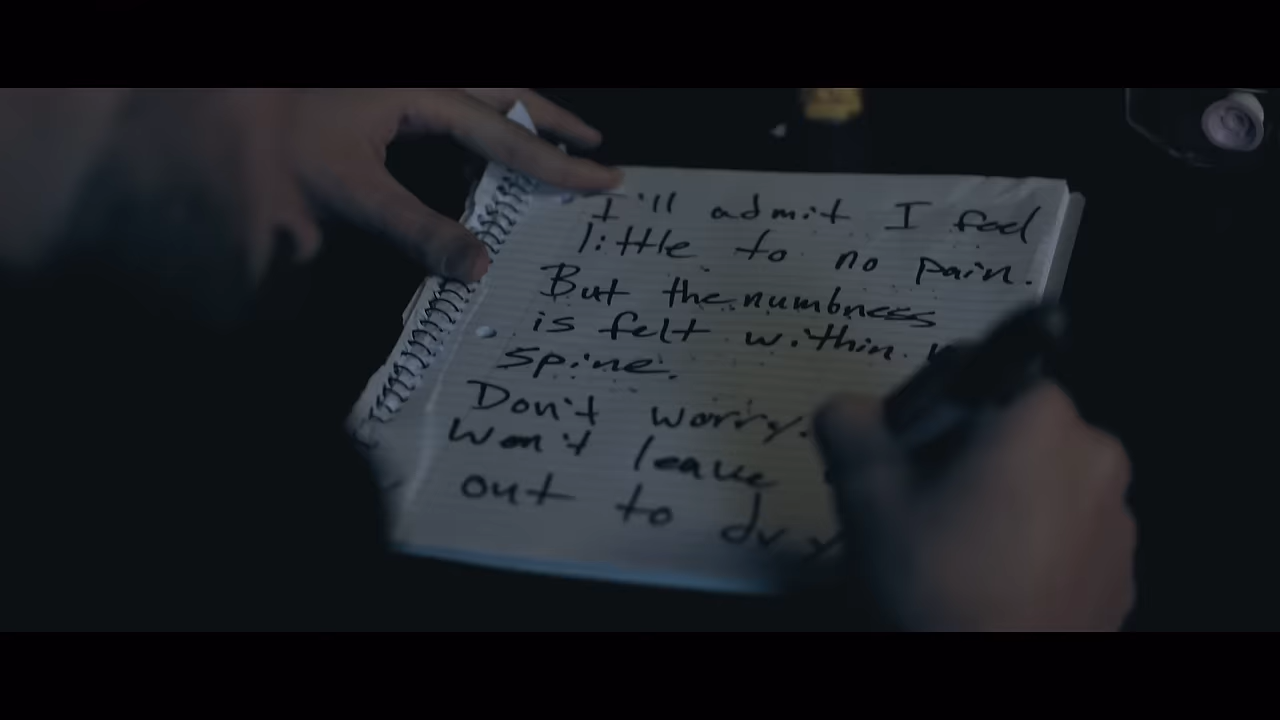 I'll admit I feel
little to no pain.
But the numbness
is felt within
spine.
Don't worry.
Won't leave
out to dry